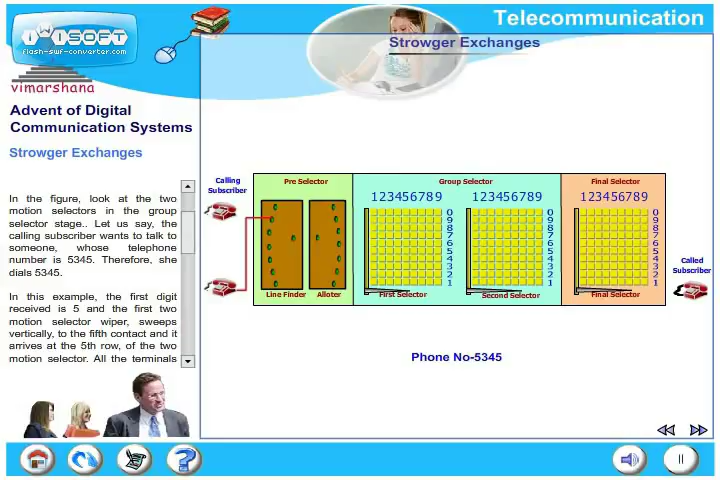 Telecommunication
Strowger Exchanges
iWiSOFT
flash-swf-converter.com
vimarshana
Advent of Digital
Communication Systems
Strowger Exchanges
In the figure, look at the two
motion selectors in the group
selector stage.. Let us say, the
calling subscriber wants to talk to
someone, whose telephone
number is 5345. Therefore, she
dials 5345.
In this example, the first digit
received is 5 and the first two
motion selector wiper, sweeps
vertically, to the fifth contact and it
arrives at the 5th row, of the two
motion selector. All the terminals
Calling
Subscriber
Pre Selector
Group Selector
Final Selector
123456789
123456789
123456789
0
9
8
7
6
5
4
3
2
1
0
9
8
7
6
5
4
3
2
1
0
9
8
7
6
5
4
3
2
1
Called
Subscriber
Line Finder
Alloter
First Selector
Second Selector
Final Selector
Phone No-5345